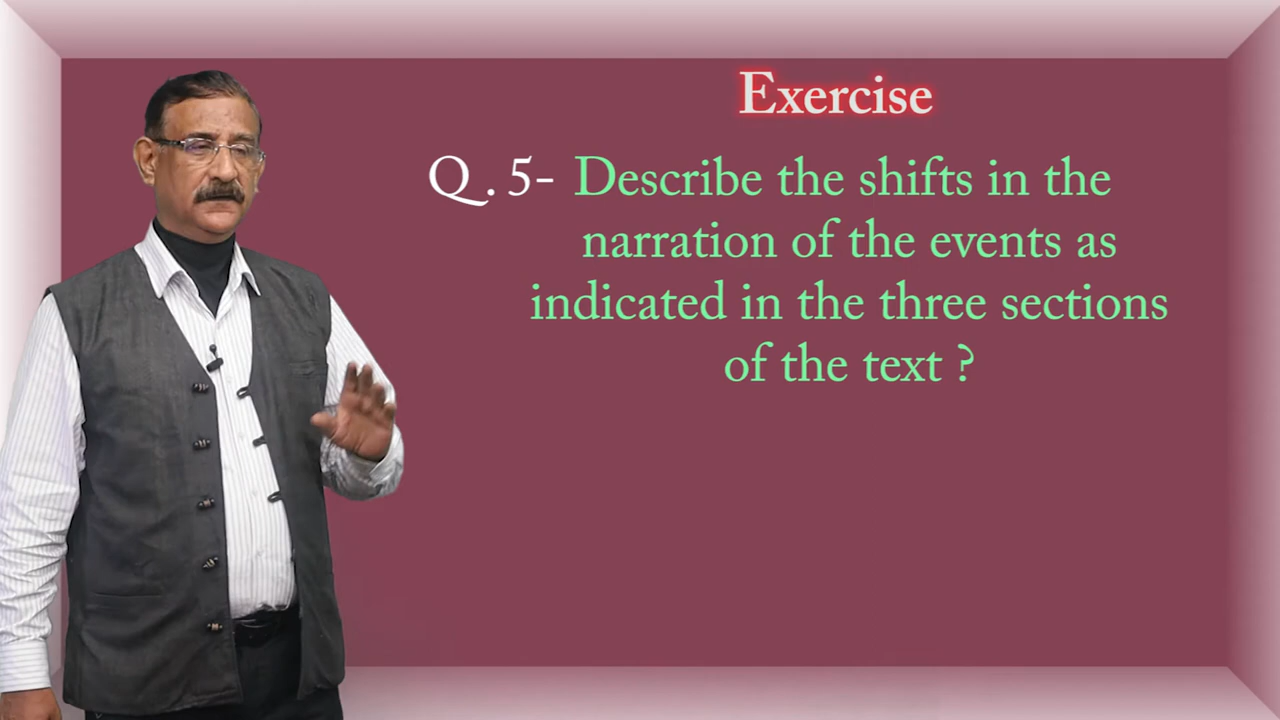 Exercise
Q . 5- Describe the shifts in the
narration of the events as
indicated in the three sections
of the text ?